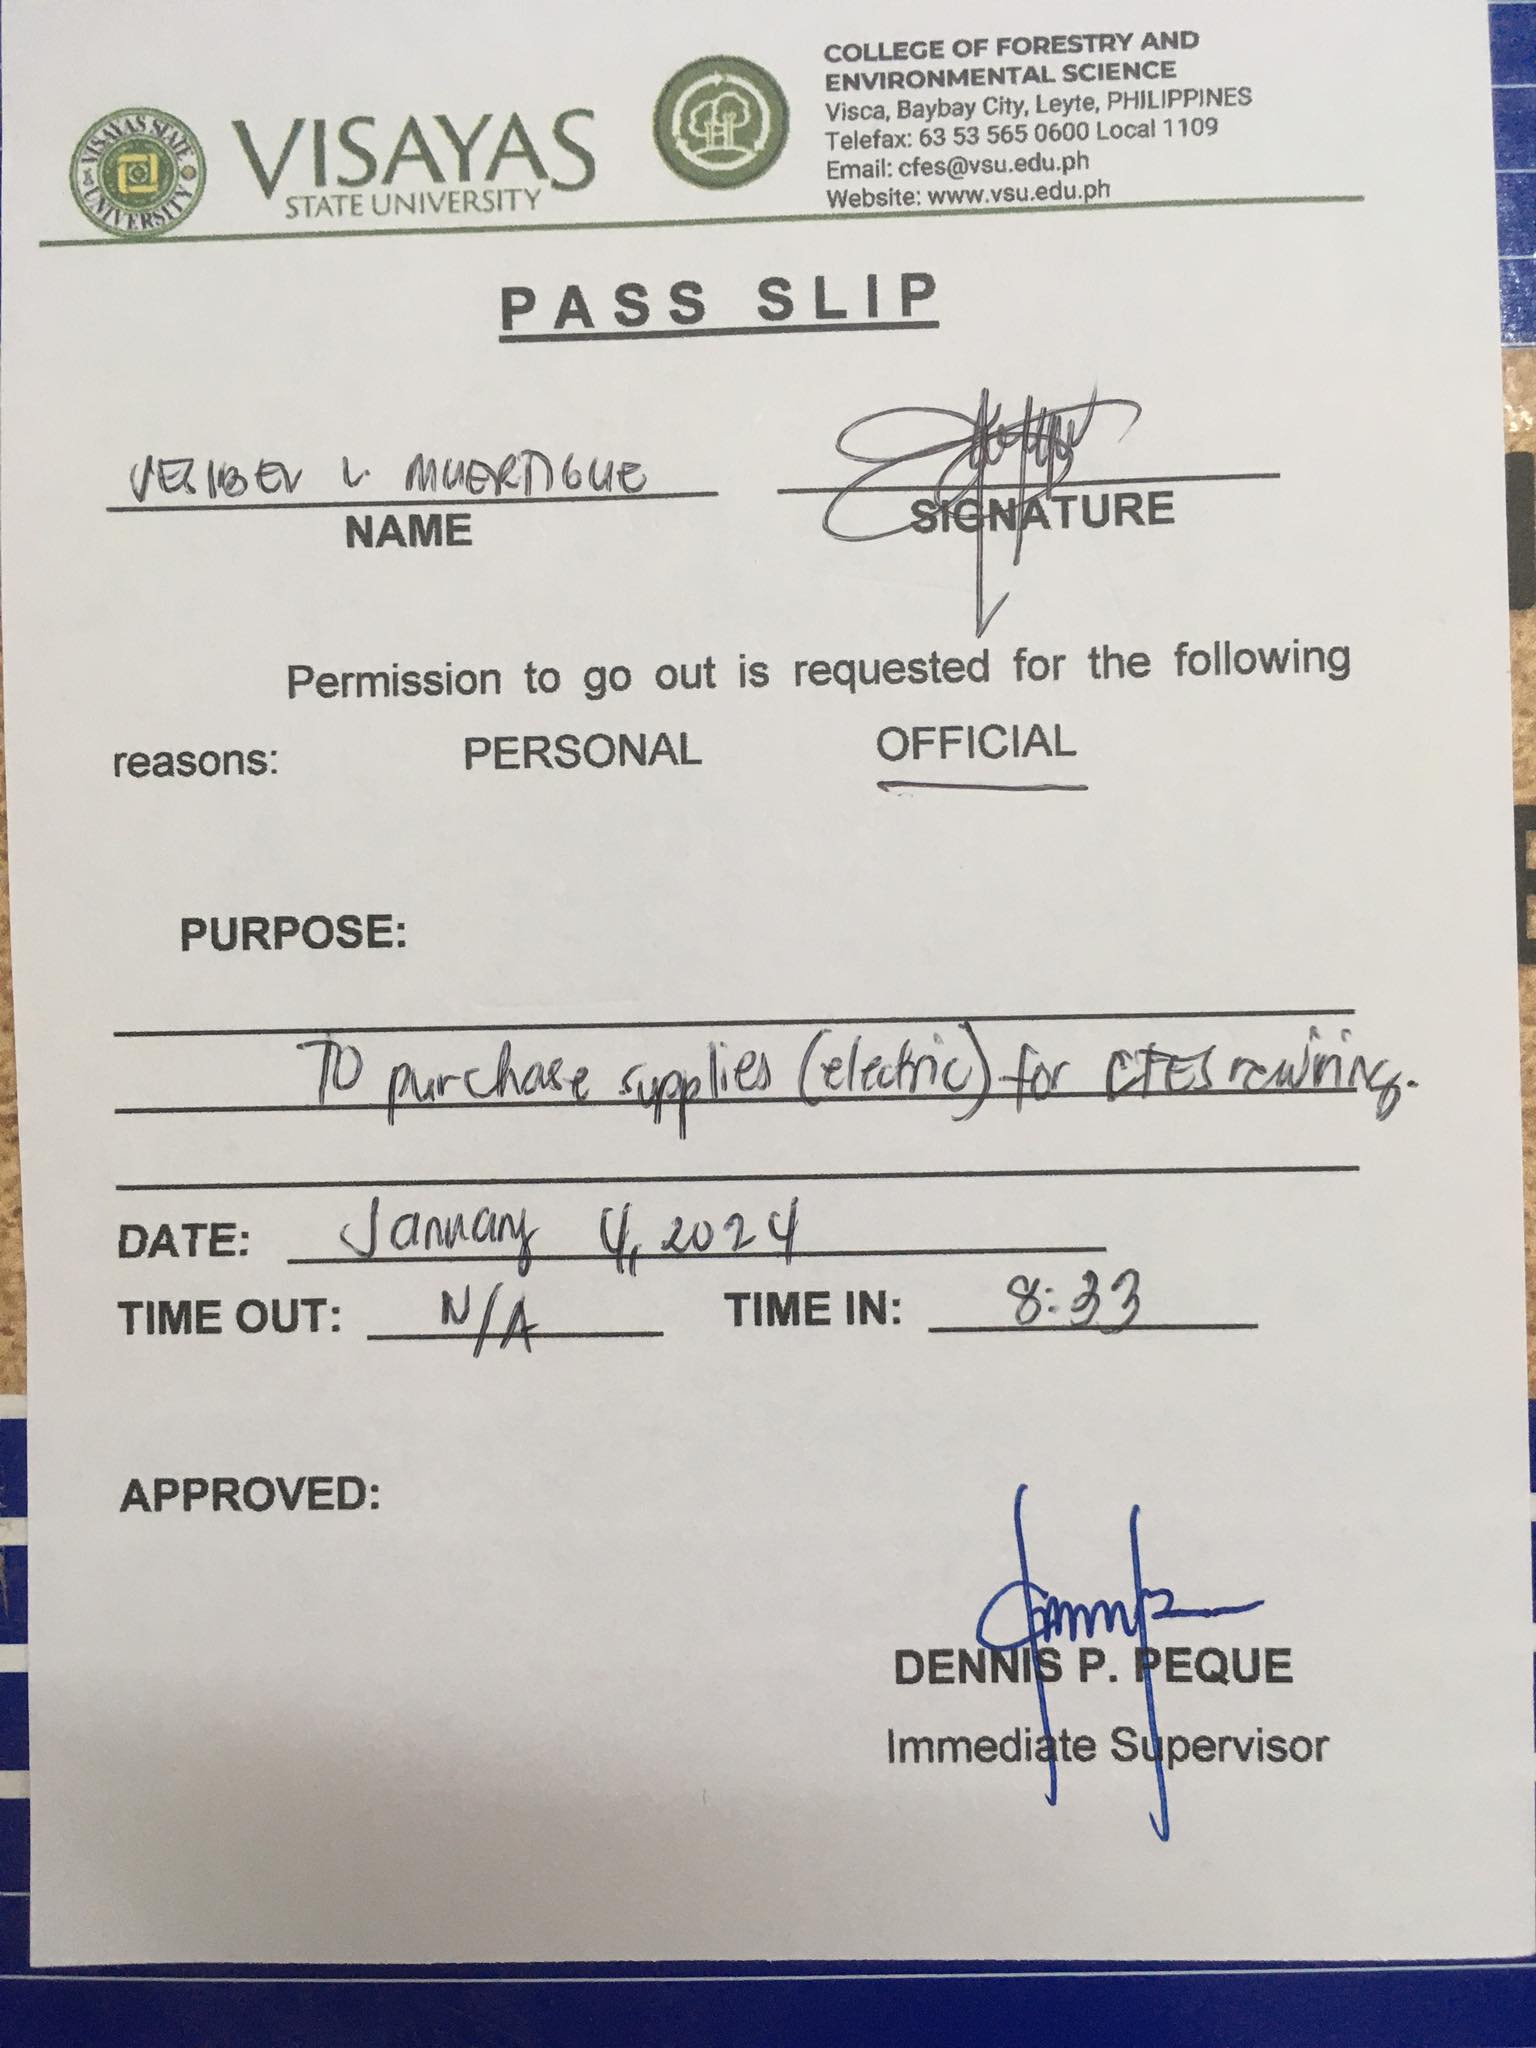 VISAYAS STATE UNIVERSITY
VISAYAS
STATE UNIVERSITY
COLLEGE OF FORESTRY AND
ENVIRONMENTAL SCIENCE
Visca, Baybay City, Leyte, PHILIPPINES
Telefax: 63 53 565 0600 Local 1109
Email: cfes@vsu.edu.ph
Website: www.vsu.edu.ph
PASS SLIP
L. MUERTIGUE
NAME SIGNATURE
Permission to go out is requested for the following
reasons: PERSONAL OFFICIAL
PURPOSE:
To purchase supplies (electric) for CFES rewiring.
DATE: January 4, 2024
TIME OUT: N/A TIME IN: 8:33
APPROVED:
DENNIS P. PEQUE
Immediate Supervisor